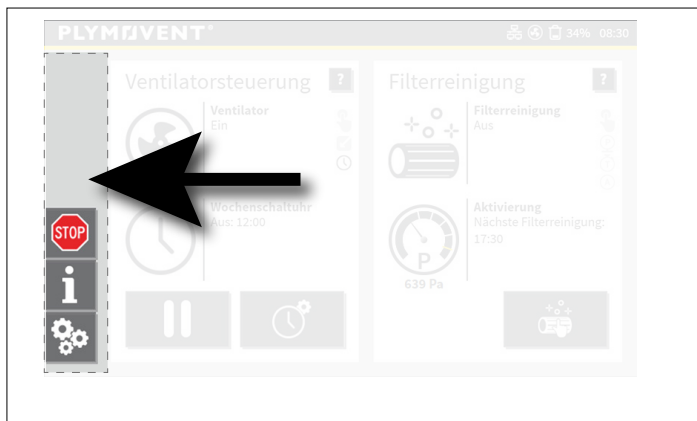 PLYMOVENT®
34% 08:30
Ventilatorsteuerung ?
Ventilator
Ein
Wochenschaltuhr
Aus: 12:00
Filterreinigung ?
Filterreinigung
Aus
Aktivierung
Nächste Filterreinigung:
17:30
P
639 Pa
STOP
i